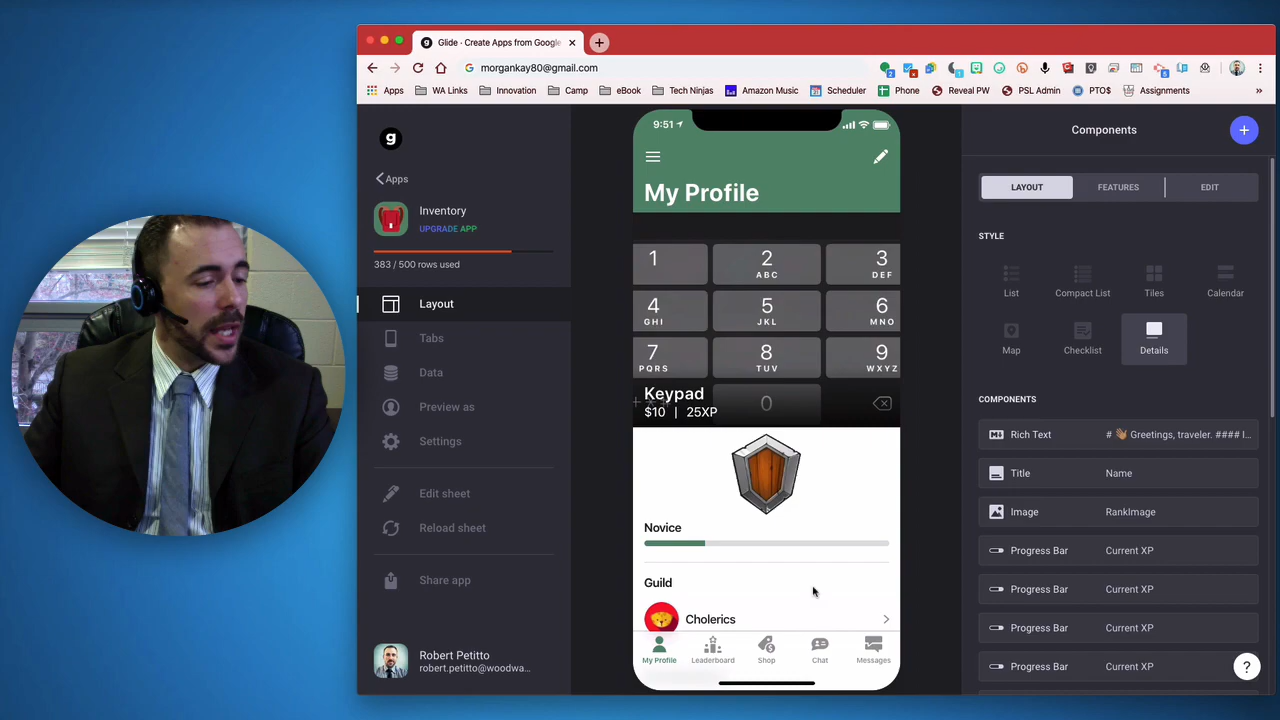 Glide - Create Apps from Google
morgankay80@gmail.com
2
1
6
Apps
WA Links
Innovation
Camp
eBook
Tech Ninjas
Amazon Music
Scheduler
Phone
Reveal PW
PSL Admin
PTO$
Assignments
»
g
Apps
Inventory
UPGRADE APP
383 / 500 rows used
Layout
Tabs
Data
Preview as
Settings
Edit sheet
Reload sheet
Share app
Robert Petitto
robert.petitto@woodwa...
9:51
My Profile
1
2 ABC
3 DEF
4 GHI
5 JKL
6 MNO
7 PQRS
8 TUV
9 WXYZ
+ * #
0
Keypad
$10 | 25XP
Novice
Guild
Cholerics
My Profile
Leaderboard
Shop
Chat
Messages
Components
LAYOUT
FEATURES
EDIT
STYLE
List
Compact List
Tiles
Calendar
Map
Checklist
Details
COMPONENTS
Rich Text # 👋🏽 Greetings, traveler. #### I...
Title Name
Image RankImage
Progress Bar Current XP
Progress Bar Current XP
Progress Bar Current XP
Progress Bar Current XP
?